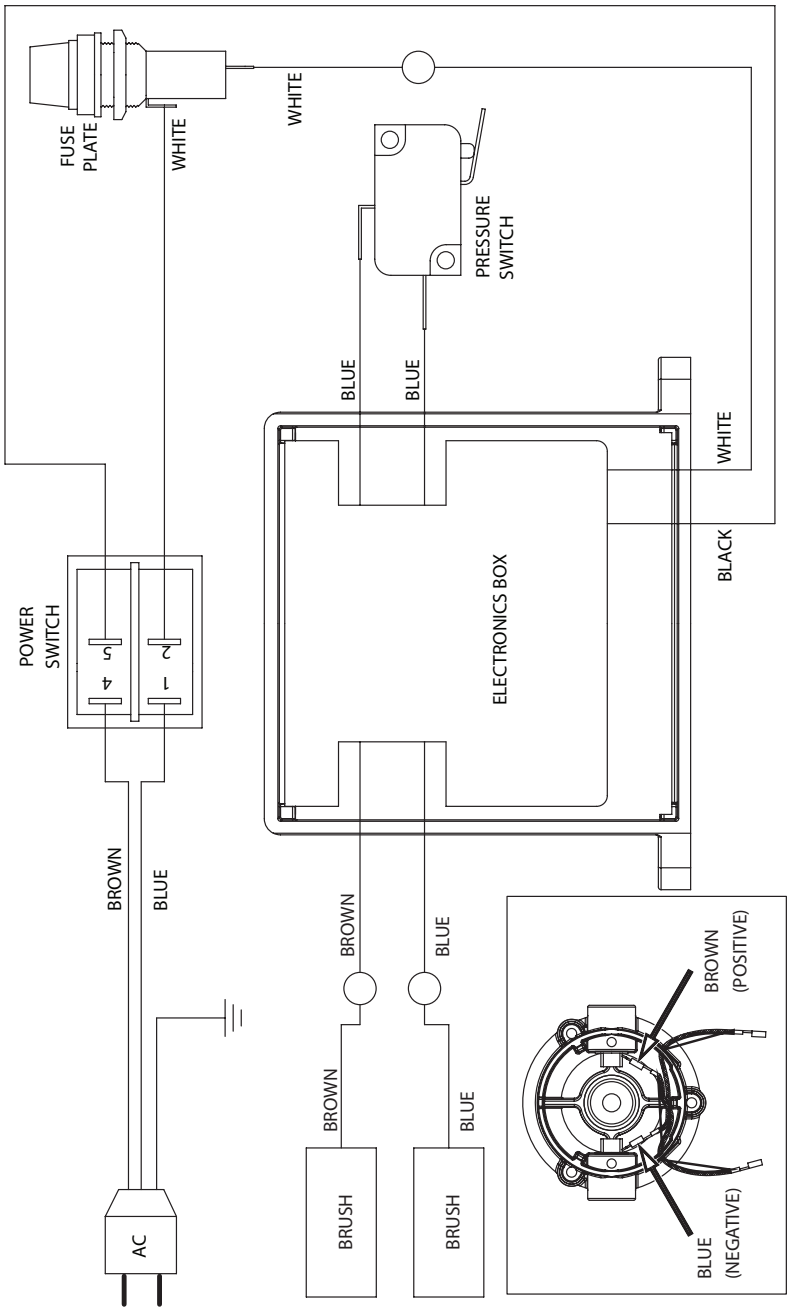 AC
BROWN
BLUE
POWER
SWITCH
4
5
1
2
FUSE
PLATE
WHITE
WHITE
BRUSH
BROWN
BROWN
BRUSH
BLUE
BLUE
ELECTRONICS BOX
BLUE
BLUE
PRESSURE
SWITCH
BLACK
WHITE
BLUE
(NEGATIVE)
BROWN
(POSITIVE)